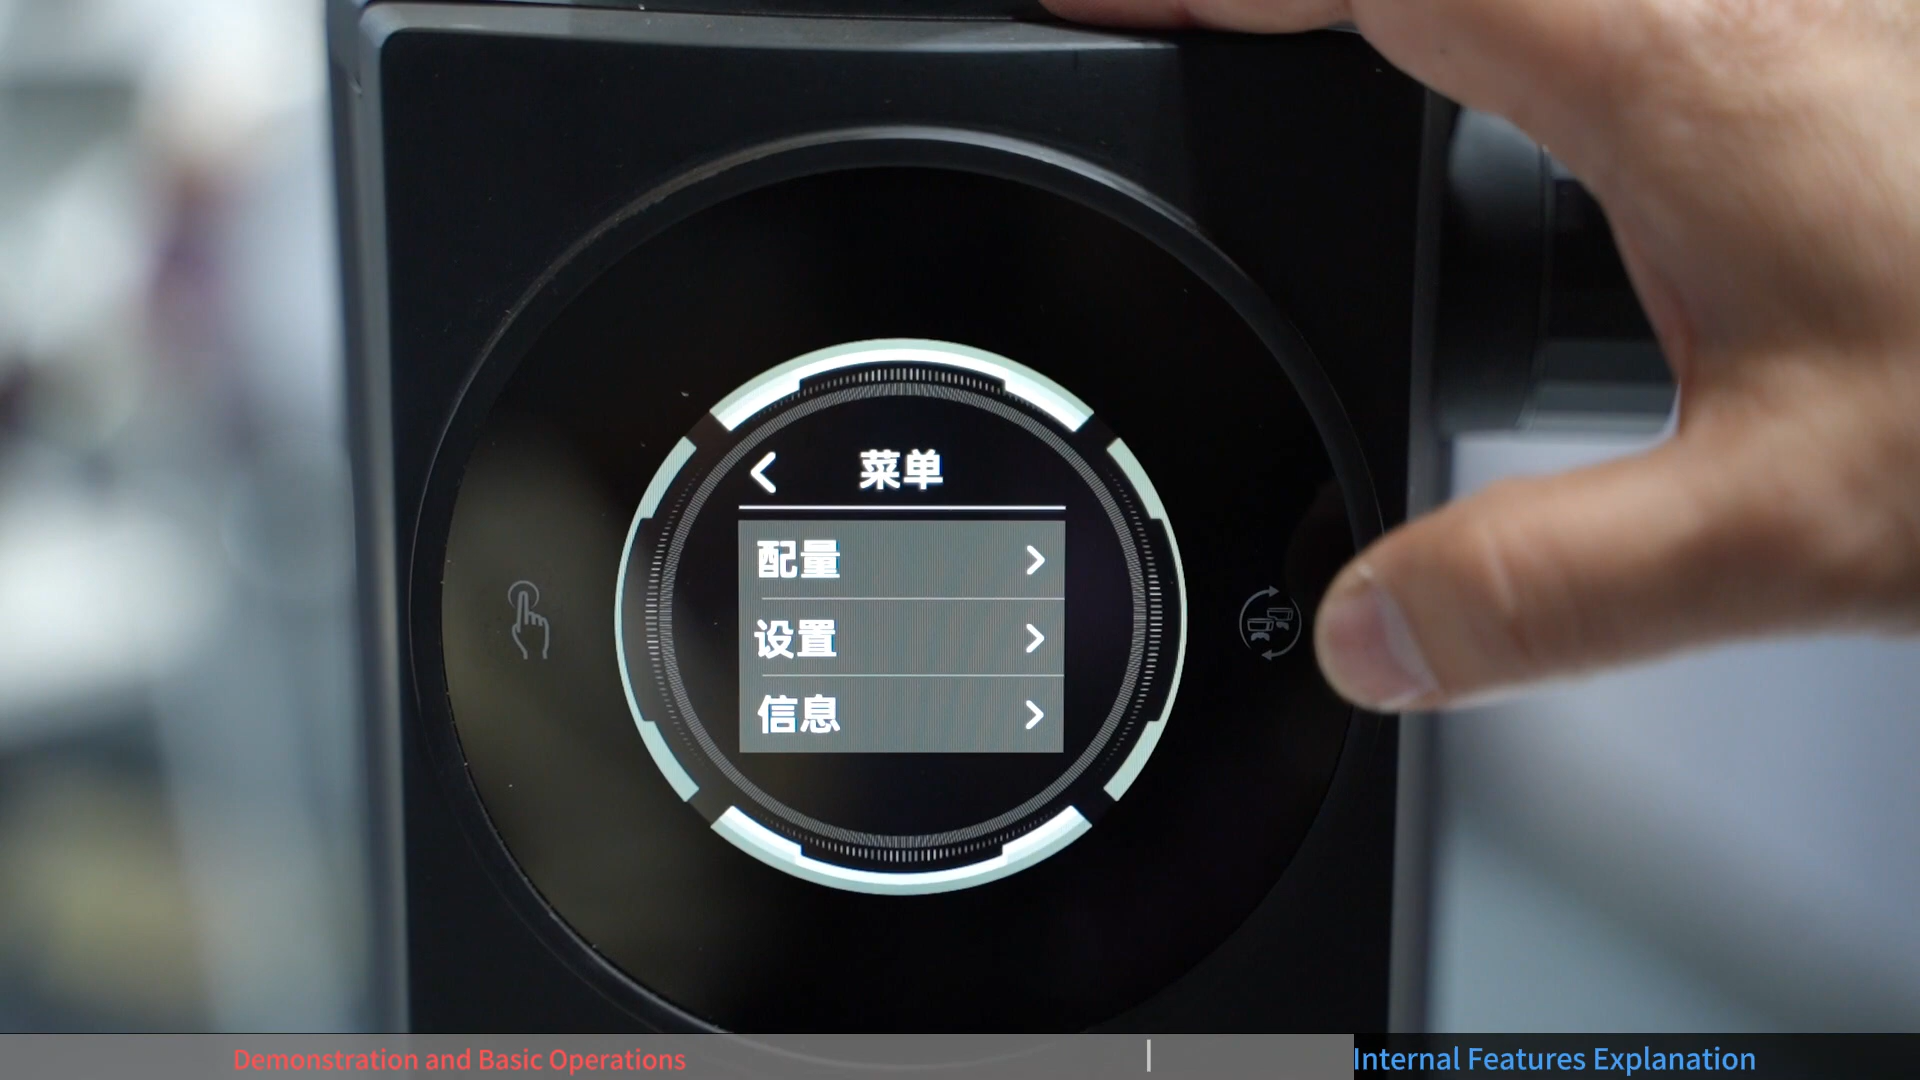 菜单
配量
设置
信息
Demonstration and Basic Operations
Internal Features Explanation